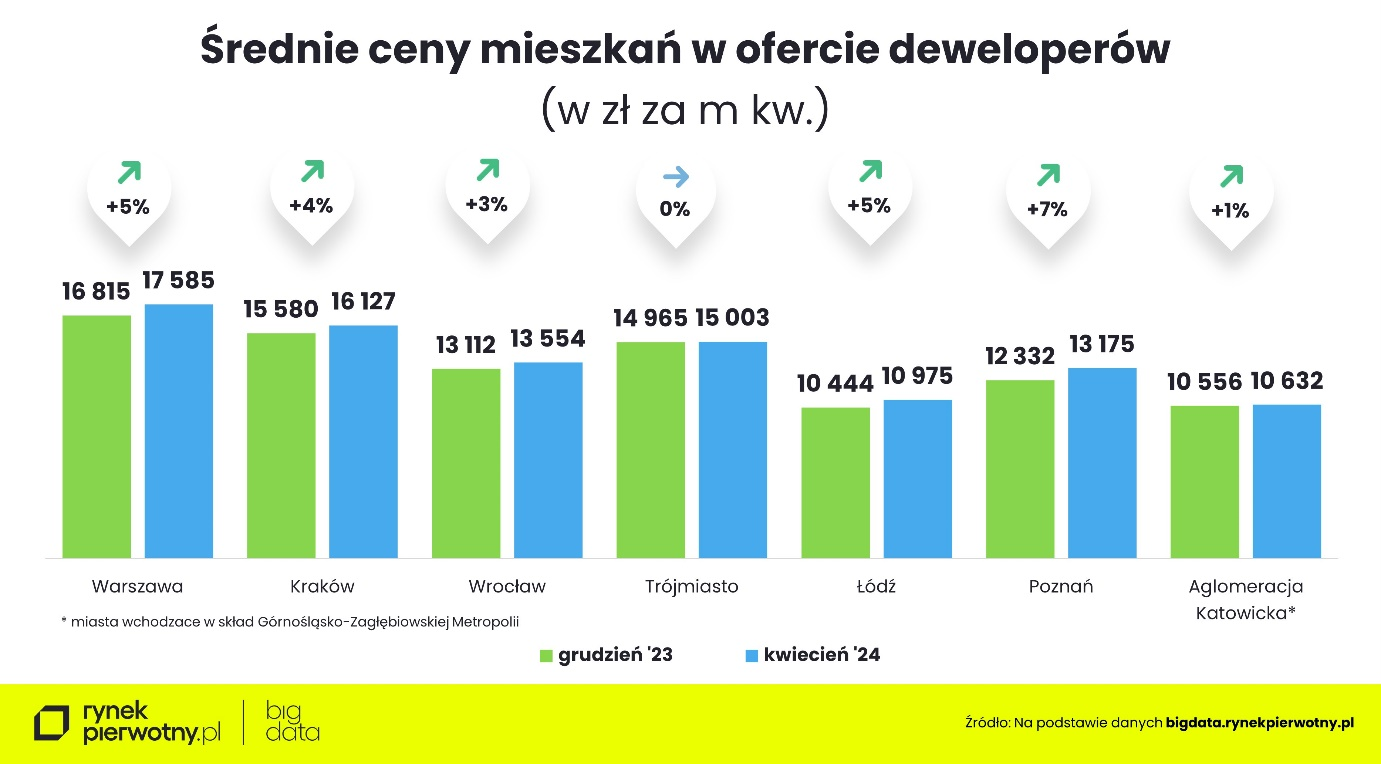 Średnie ceny mieszkań w ofercie deweloperów
(w zł za m kw.)
+5% +4% +3% 0% +5% +7% +1%
16 815 17 585 15 580 16 127 13 112 13 554 14 965 15 003 10 444 10 975 12 332 13 175 10 556 10 632
Warszawa Kraków Wrocław Trójmiasto Łódź Poznań Aglomeracja
Katowicka*
* miasta wchodzace w skład Górnośląsko-Zagłębiowskiej Metropolii
grudzień '23 kwiecień '24
rynek
pierwotny.pl
big
data
Źródło: Na podstawie danych bigdata.rynekpierwotny.pl